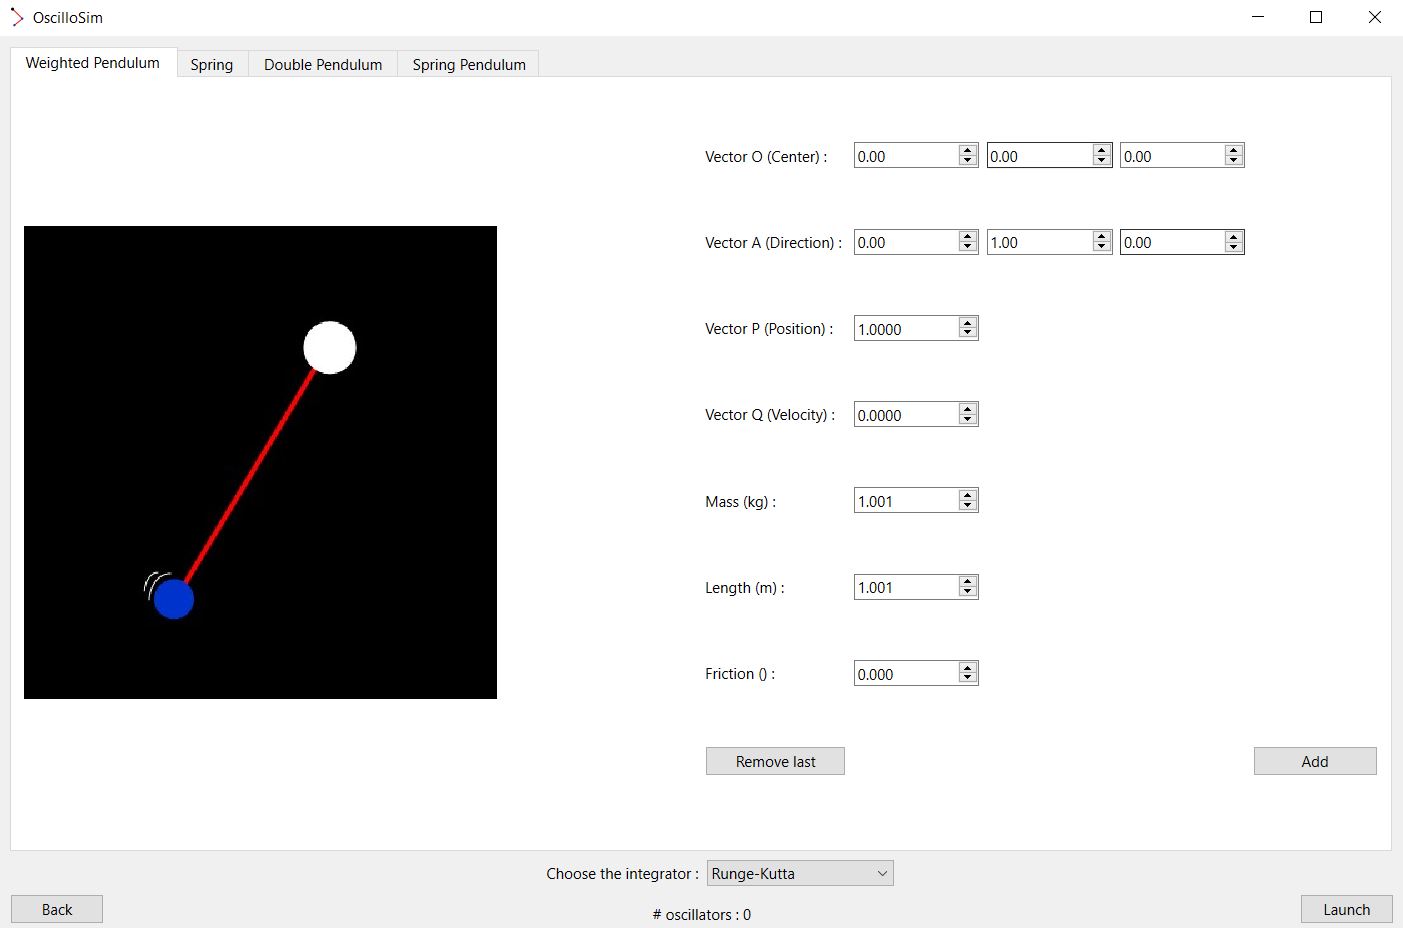 OscilloSim
Weighted Pendulum Spring Double Pendulum Spring Pendulum
Vector O (Center) : 0.00 0.00 0.00
Vector A (Direction) : 0.00 1.00 0.00
Vector P (Position) : 1.0000
Vector Q (Velocity) : 0.0000
Mass (kg) : 1.001
Length (m) : 1.001
Friction () : 0.000
Remove last Add
Choose the integrator : Runge-Kutta
Back # oscillators : 0 Launch